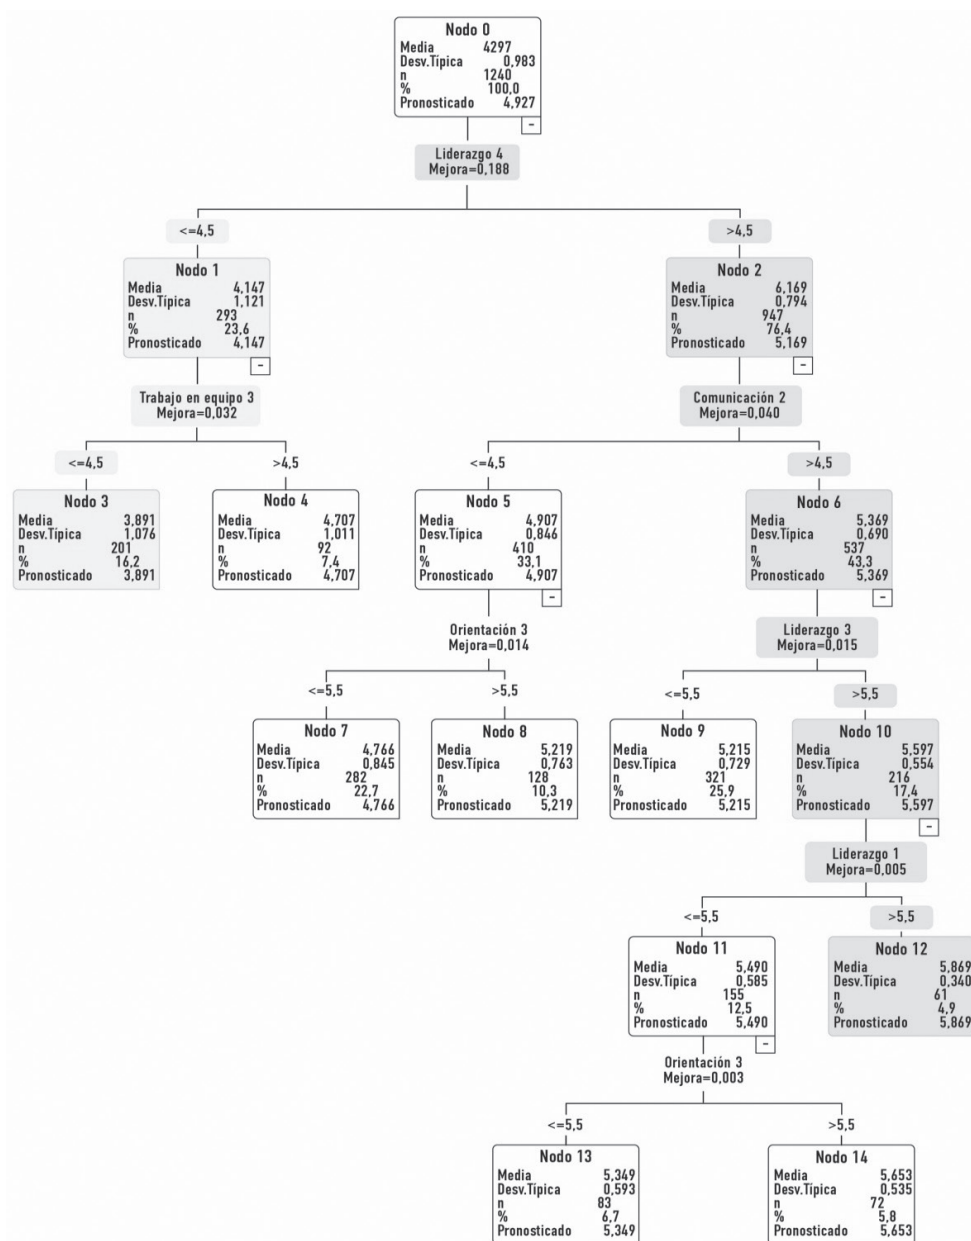 Nodo 0
Media 4297
Desv.Típica 0,983
n 1240
% 100,0
Pronosticado 4,927
-
Liderazgo 4
Mejora=0,188
<=4,5
>4,5
Nodo 1
Media 4,147
Desv.Típica 1,121
n 293
% 23,6
Pronosticado 4,147
-
Nodo 2
Media 6,169
Desv.Típica 0,794
n 947
% 76,4
Pronosticado 5,169
-
Trabajo en equipo 3
Mejora=0,032
Comunicación 2
Mejora=0,040
<=4,5
>4,5
<=4,5
>4,5
Nodo 3
Media 3,891
Desv.Típica 1,076
n 201
% 16,2
Pronosticado 3,891
Nodo 4
Media 4,707
Desv.Típica 1,011
n 92
% 7,4
Pronosticado 4,707
Nodo 5
Media 4,907
Desv.Típica 0,846
n 410
% 33,1
Pronosticado 4,907
-
Nodo 6
Media 5,369
Desv.Típica 0,690
n 537
% 43,3
Pronosticado 5,369
-
Orientación 3
Mejora=0,014
Liderazgo 3
Mejora=0,015
<=5,5
>5,5
<=5,5
>5,5
Nodo 7
Media 4,766
Desv.Típica 0,845
n 282
% 22,7
Pronosticado 4,766
Nodo 8
Media 5,219
Desv.Típica 0,763
n 128
% 10,3
Pronosticado 5,219
Nodo 9
Media 5,215
Desv.Típica 0,729
n 321
% 25,9
Pronosticado 5,215
Nodo 10
Media 5,597
Desv.Típica 0,554
n 216
% 17,4
Pronosticado 5,597
-
Liderazgo 1
Mejora=0,005
<=5,5
>5,5
Nodo 11
Media 5,490
Desv.Típica 0,585
n 155
% 12,5
Pronosticado 5,490
-
Nodo 12
Media 5,869
Desv.Típica 0,340
n 61
% 4,9
Pronosticado 5,869
Orientación 3
Mejora=0,003
<=5,5
>5,5
Nodo 13
Media 5,349
Desv.Típica 0,593
n 83
% 6,7
Pronosticado 5,349
Nodo 14
Media 5,653
Desv.Típica 0,535
n 72
% 5,8
Pronosticado 5,653